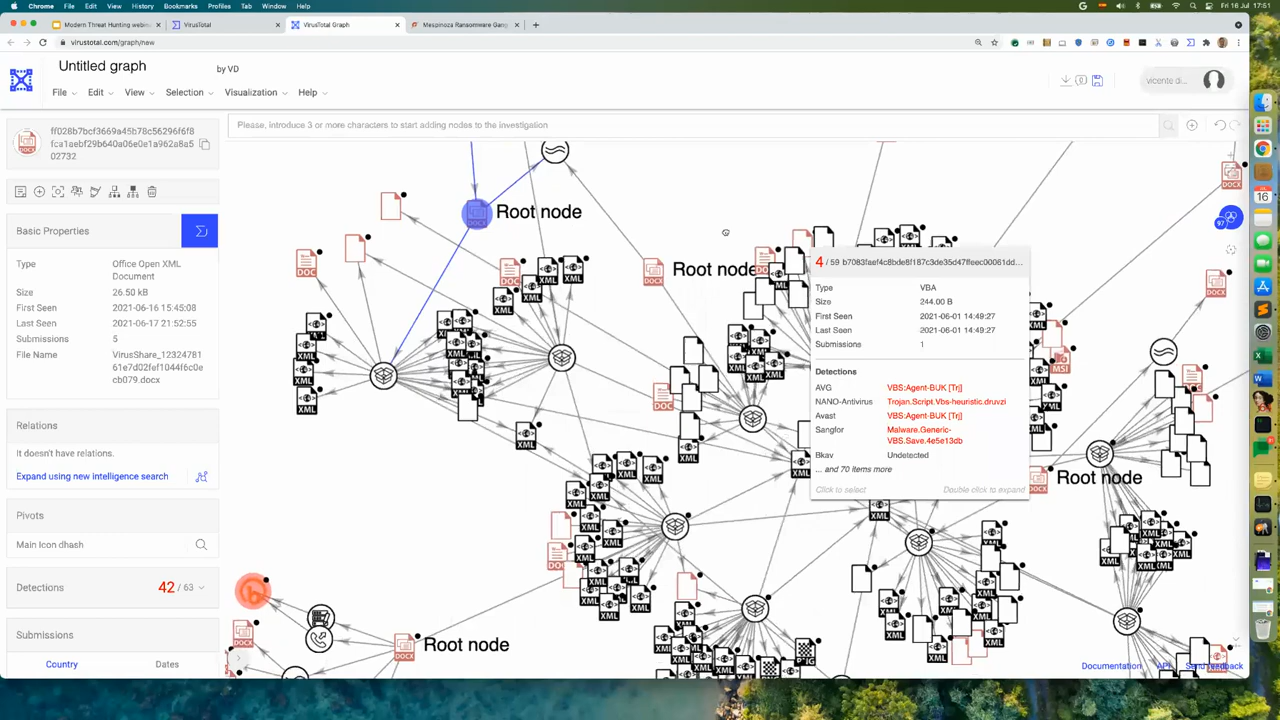 Chrome File Edit View History Bookmarks Profiles Tab Window Help
Fri 16 Jul 17:51
Modern Threat Hunting webin
VirusTotal
VirusTotal Graph
Mespinoza Ransomware Gang
virustotal.com/graph/new
Untitled graph
by VD
File Edit View Selection Visualization Help
vicente di...
ff028b7bcf3669a45b78c56296f6f8
fca1aebf29b640a06e0e1a962a8a5
02732
Please, introduce 3 or more characters to start adding nodes to the investigation
Basic Properties
Type Office Open XML
Document
Size 26.50 kB
First Seen 2021-06-16 15:45:08
Last Seen 2021-06-17 21:52:55
Submissions 5
File Name VirusShare_12324781
61e7d02fef1044f6c0e
cb079.docx
Relations
It doesn't have relations.
Expand using new intelligence search
Pivots
Main Icon dhash
Detections 42 / 63
Submissions
Country Dates
Root node
Root node
Root node
Root node
97
4 / 59 b7083faef4c8bde8f187c3de35d47ffeec00061dd...
Type VBA
Size 244.00 B
First Seen 2021-06-01 14:49:27
Last Seen 2021-06-01 14:49:27
Submissions 1
Detections
AVG VBS:Agent-BUK [Trj]
NANO-Antivirus Trojan.Script.Vbs-heuristic.druvzi
Avast VBS:Agent-BUK [Trj]
Sangfor Malware.Generic-
VBS.Save.4e5e13db
Bkav Undetected
... and 70 items more
Click to select Double click to expand
Documentation API Send feedback